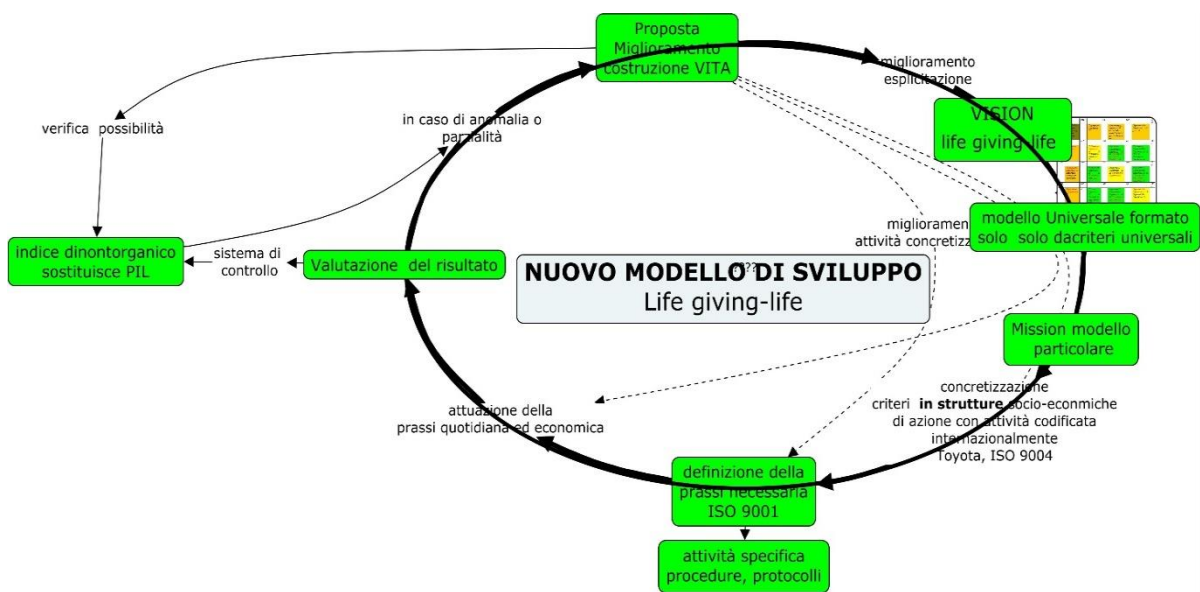 Proposta
Miglioramento
costruzione VITA
miglioramento
esplicitazione
VISION
life giving-life
verifica possibilità
in caso di anomalia o
parzialità
modello Universale formato
solo solo dacriteri universali
miglioramen
attività concretizz
indice dinontorganico
sostituisce PIL
sistema di
controllo
Valutazione del risultato
????
NUOVO MODELLO DI SVILUPPO
Life giving-life
Mission modello
particolare
concretizzazione
criteri in strutture socio-econmiche
di azione con attività codificata
internazionalmente
Toyota, ISO 9004
attuazione della
prassi quotidiana ed economica
definizione della
prassi necessaria
ISO 9001
attività specifica
procedure, protocolli